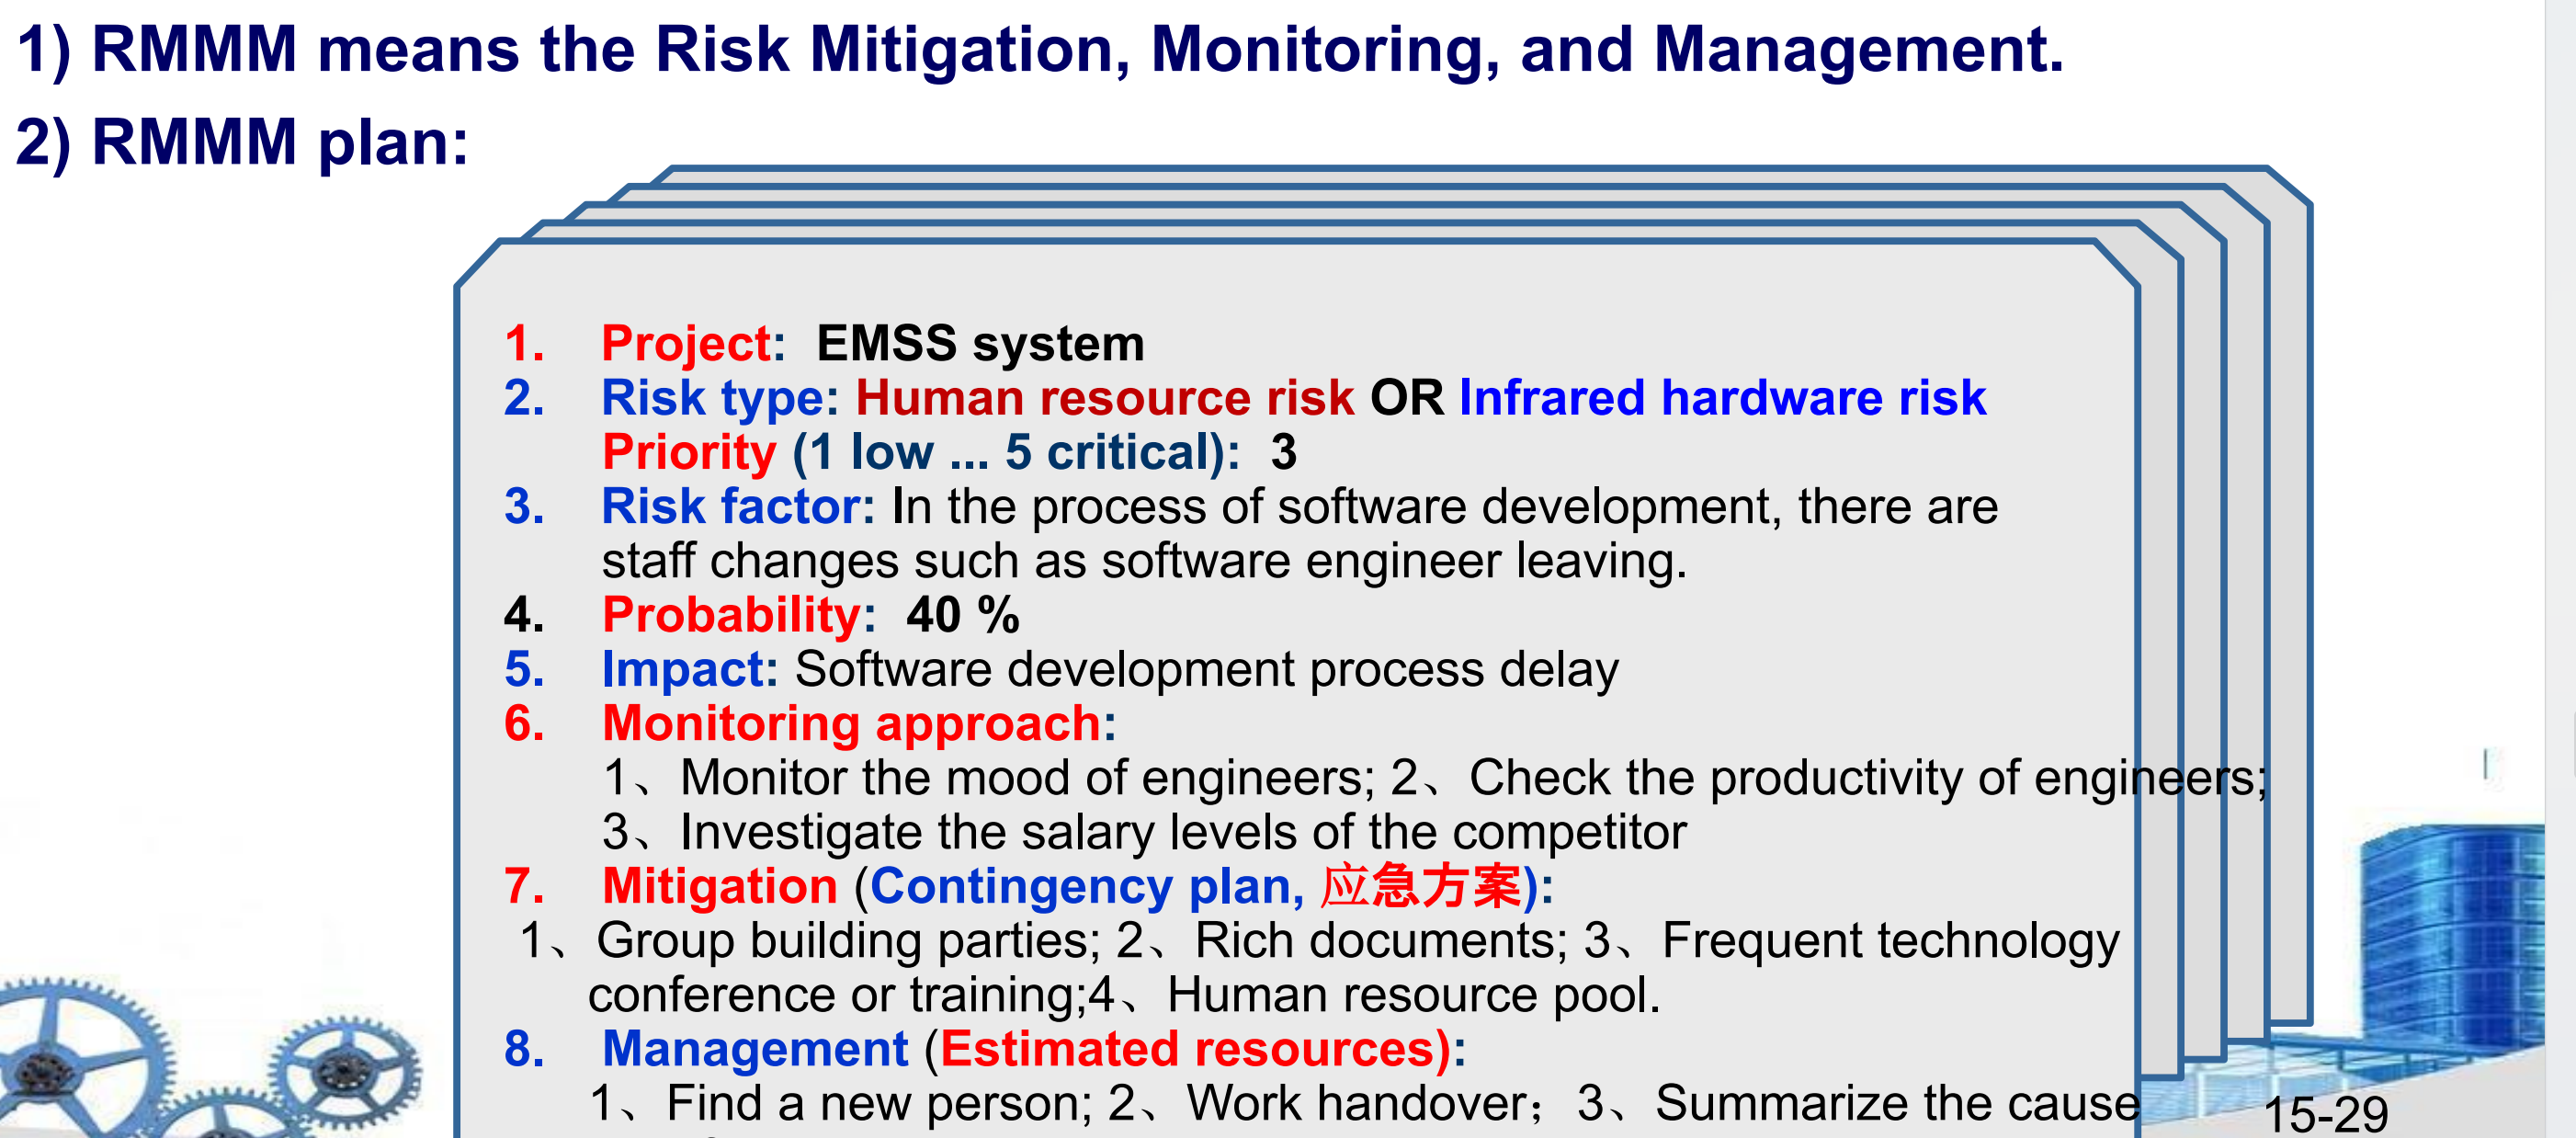 1) RMMM means the Risk Mitigation, Monitoring, and Management.
2) RMMM plan:
1. Project: EMSS system
2. Risk type: Human resource risk OR Infrared hardware risk
Priority (1 low ... 5 critical): 3
3. Risk factor: In the process of software development, there are
staff changes such as software engineer leaving.
4. Probability: 40 %
5. Impact: Software development process delay
6. Monitoring approach:
1、Monitor the mood of engineers; 2、Check the productivity of engineers;
3、Investigate the salary levels of the competitor
7. Mitigation (Contingency plan, 应急方案):
1、Group building parties; 2、Rich documents; 3、Frequent technology
conference or training;4、Human resource pool.
8. Management (Estimated resources):
1、Find a new person; 2、Work handover；3、Summarize the cause
15-29